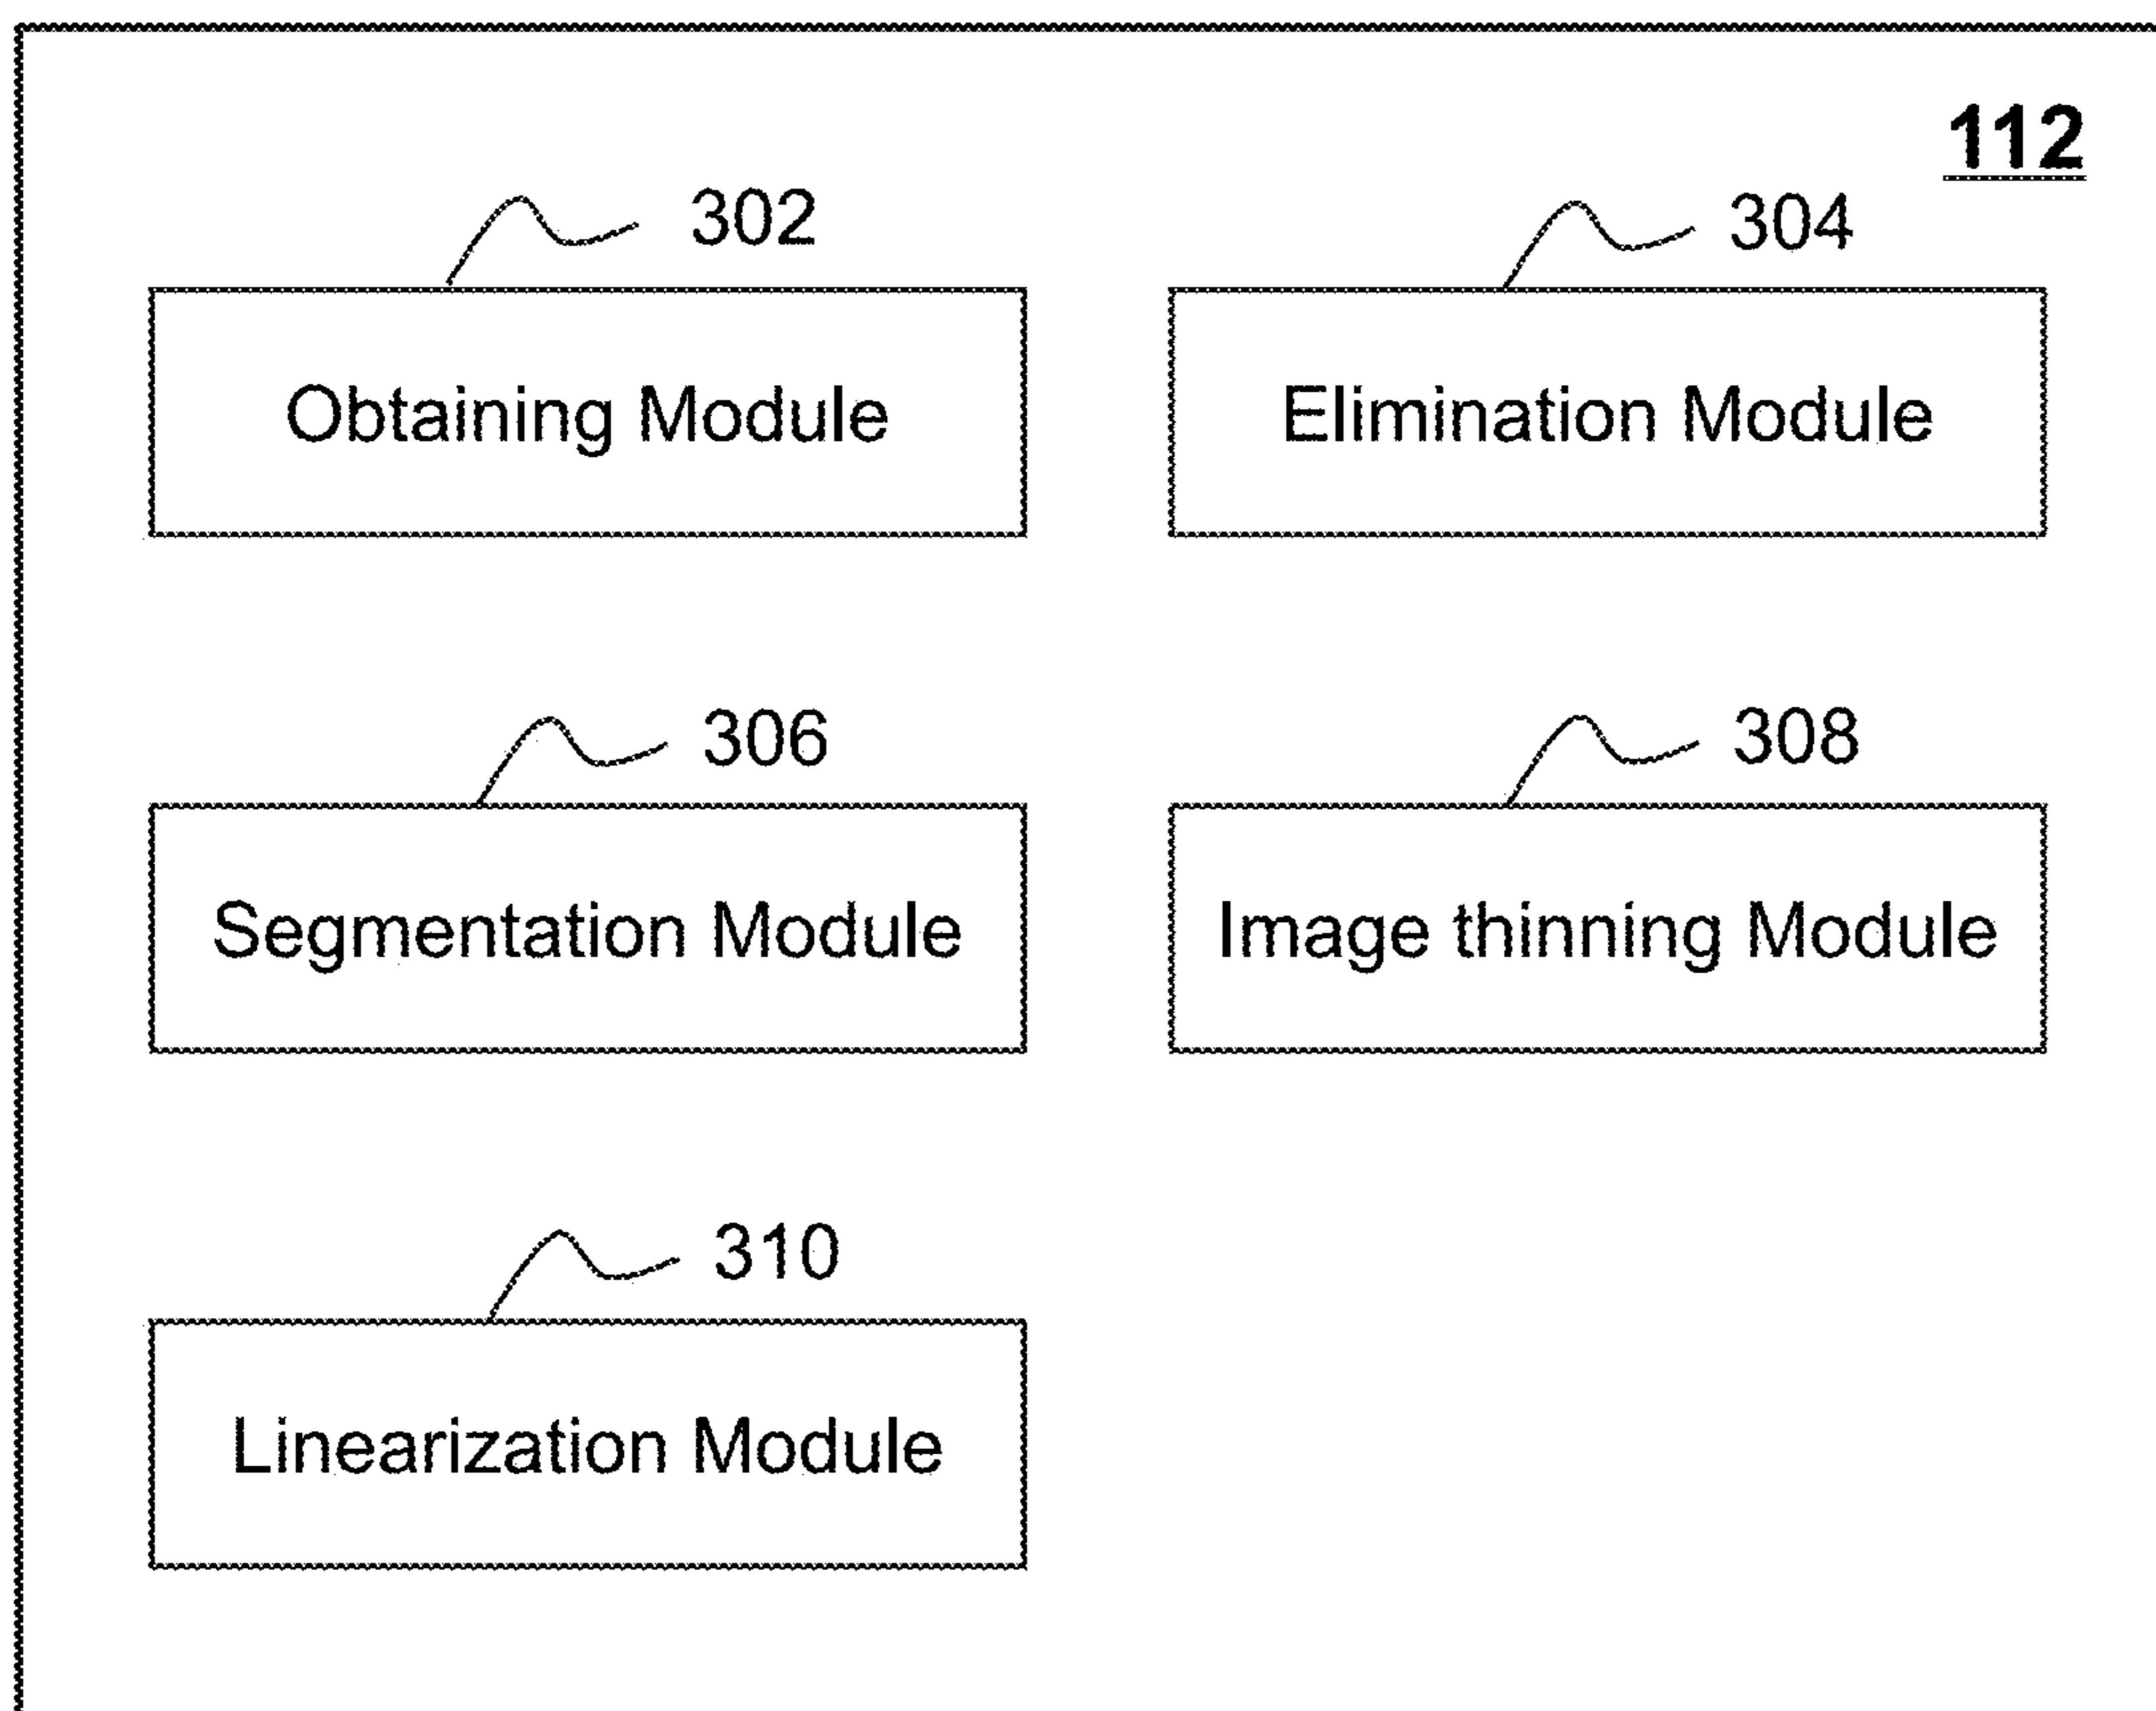 112
302
304
Obtaining Module
Elimination Module
306
308
Segmentation Module
Image thinning Module
310
Linearization Module